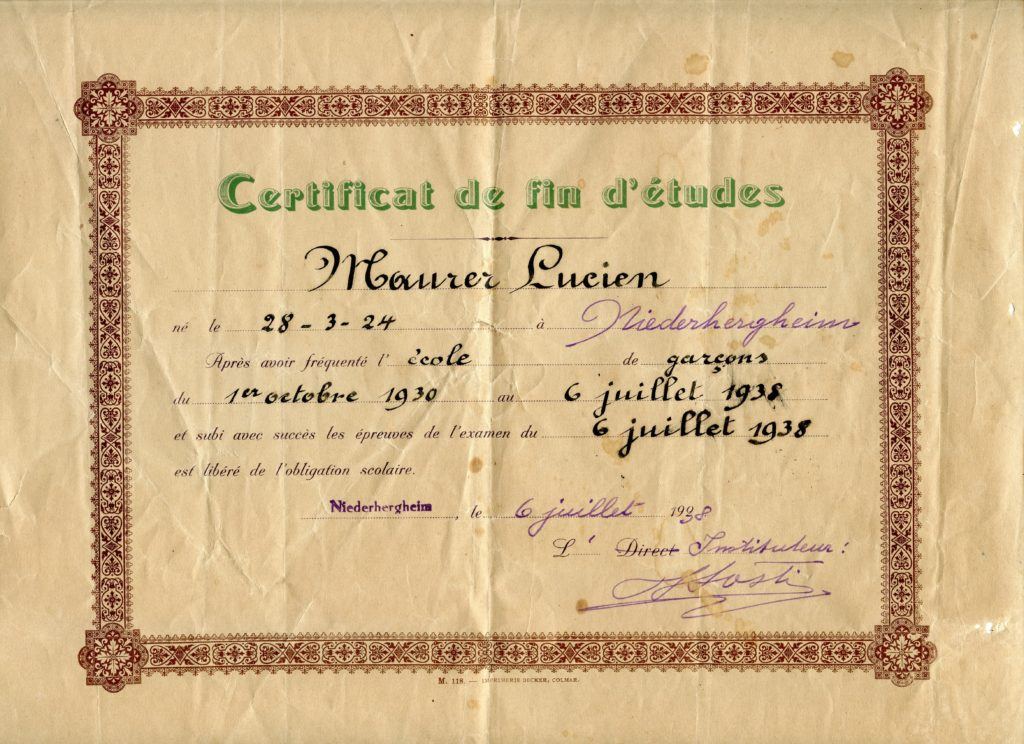 Certificat de fin d'études
Maurer Lucien
né le 28-3-24 à Niederhergheim
Après avoir fréquenté l'école de garçons
du 1er octobre 1930 au 6 juillet 1938
et subi avec succès les épreuves de l'examen du 6 juillet 1938
est libéré de l'obligation scolaire.
Niederhergheim, le 6 juillet 1938
L' Direct Instituteur:
M. 118. — IMPRIMERIE DECKER, COLMAR.